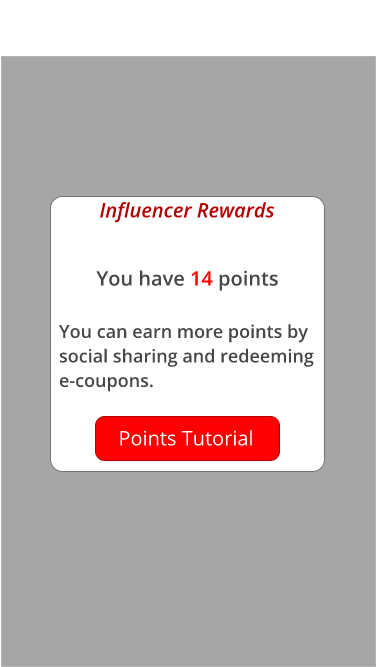 Influencer Rewards
You have 14 points
You can earn more points by
social sharing and redeeming
e-coupons.
Points Tutorial